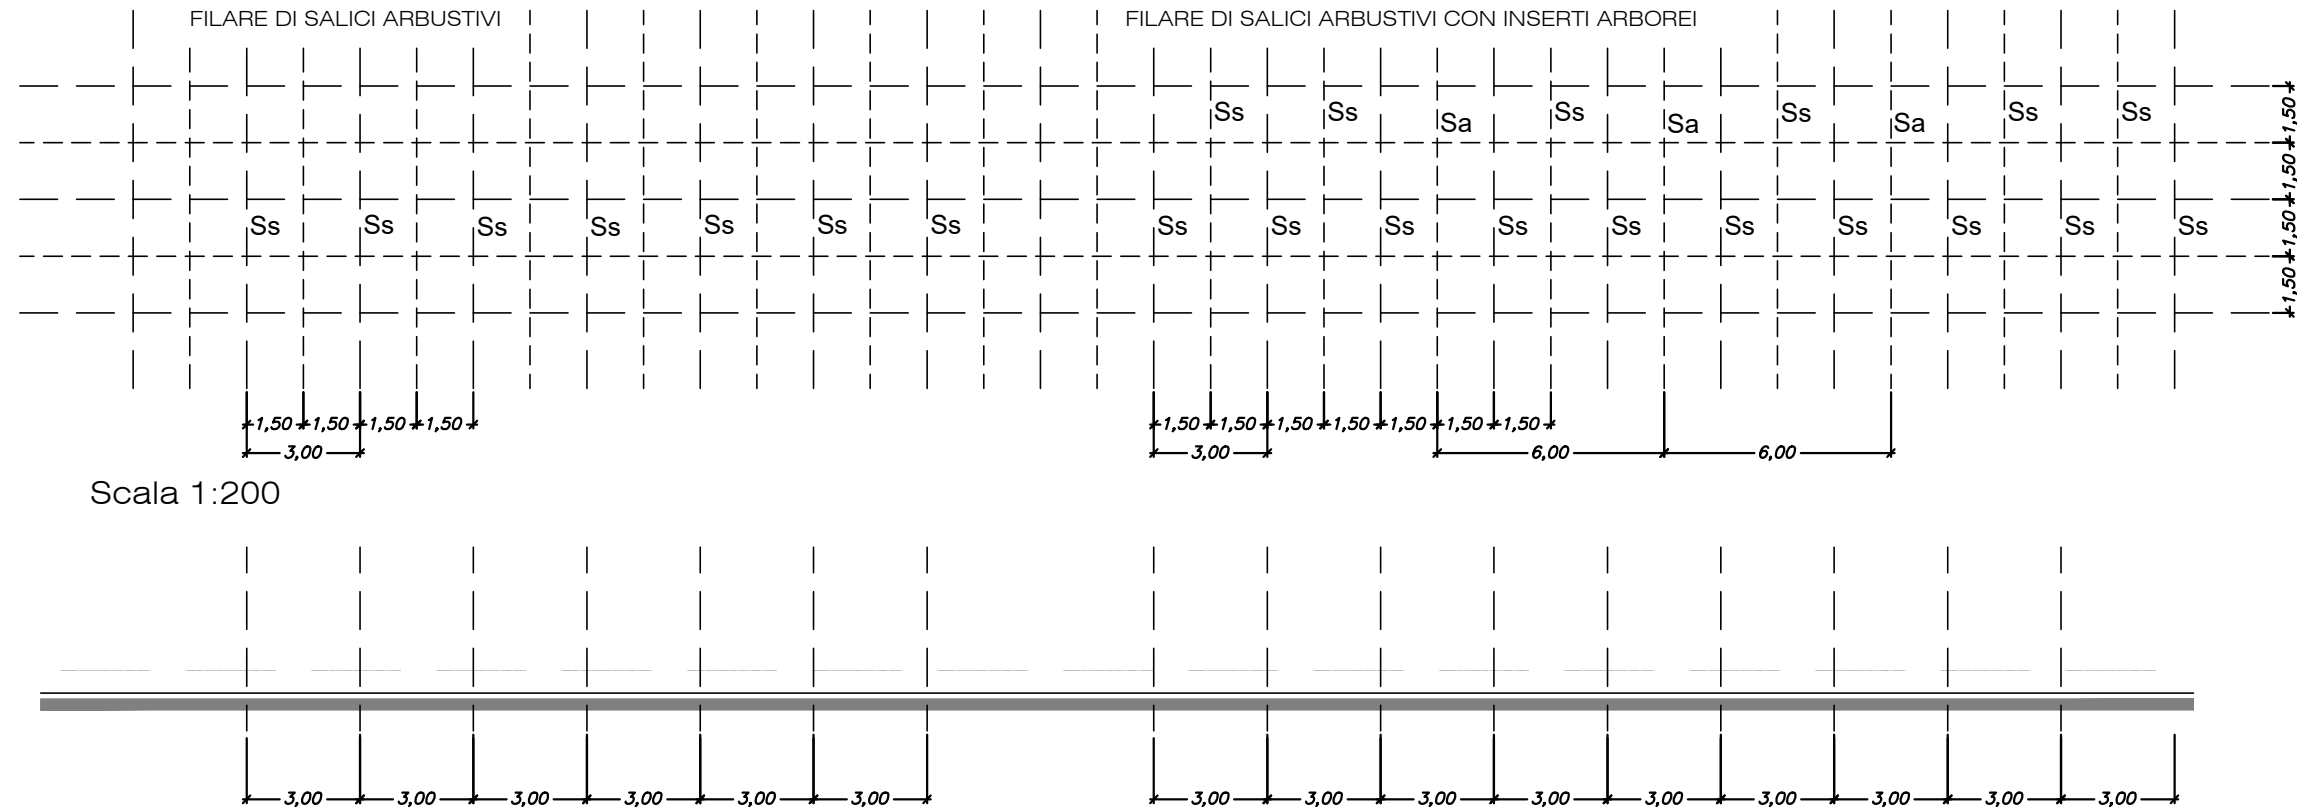 FILARE DI SALICI ARBUSTIVI
FILARE DI SALICI ARBUSTIVI CON INSERTI ARBOREI
Ss Ss Sa Ss Sa Ss Sa Ss Ss
Ss Ss Ss Ss Ss Ss Ss
Ss Ss Ss Ss Ss Ss Ss Ss Ss Ss
1,50 1,50 1,50 1,50
1,50 1,50 1,50 1,50
3,00
1,50 1,50 1,50 1,50 1,50 1,50 1,50
3,00 6,00 6,00
Scala 1:200
3,00 3,00 3,00 3,00 3,00 3,00
3,00 3,00 3,00 3,00 3,00 3,00 3,00 3,00 3,00